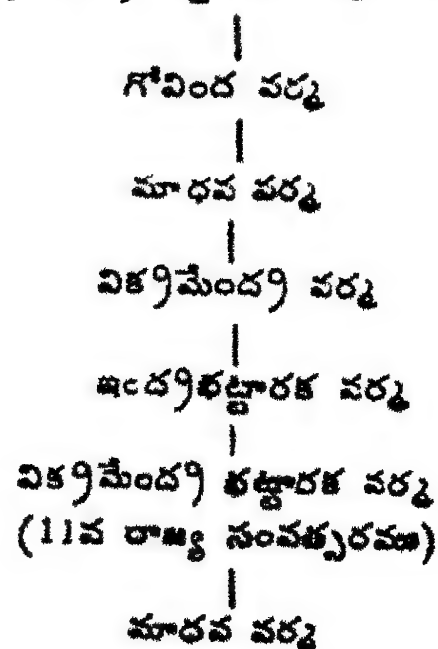 గోవింద వర్మ
మాధవ వర్మ
విక్రమేంద్ర వర్మ
ఇంద్రభట్టారక వర్మ
విక్రమేంద్ర భట్టారక వర్మ
(11వ రాజ్య సంవత్సరము)
మాధవ వర్మ